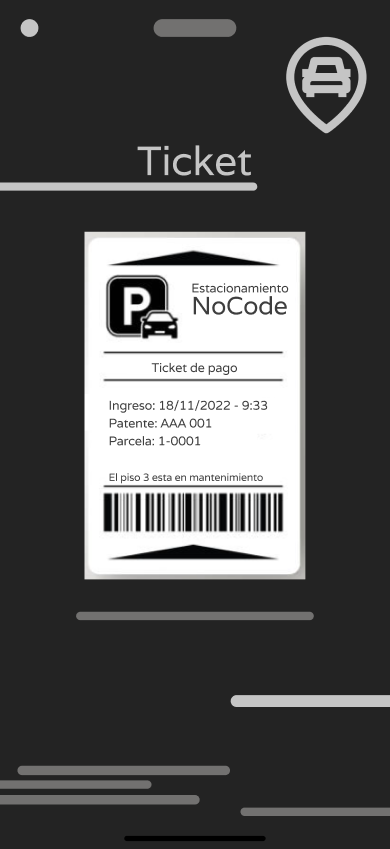 Ticket
P
Estacionamiento
NoCode
Ticket de pago
Ingreso: 18/11/2022 - 9:33
Patente: AAA 001
Parcela: 1-0001
El piso 3 esta en mantenimiento